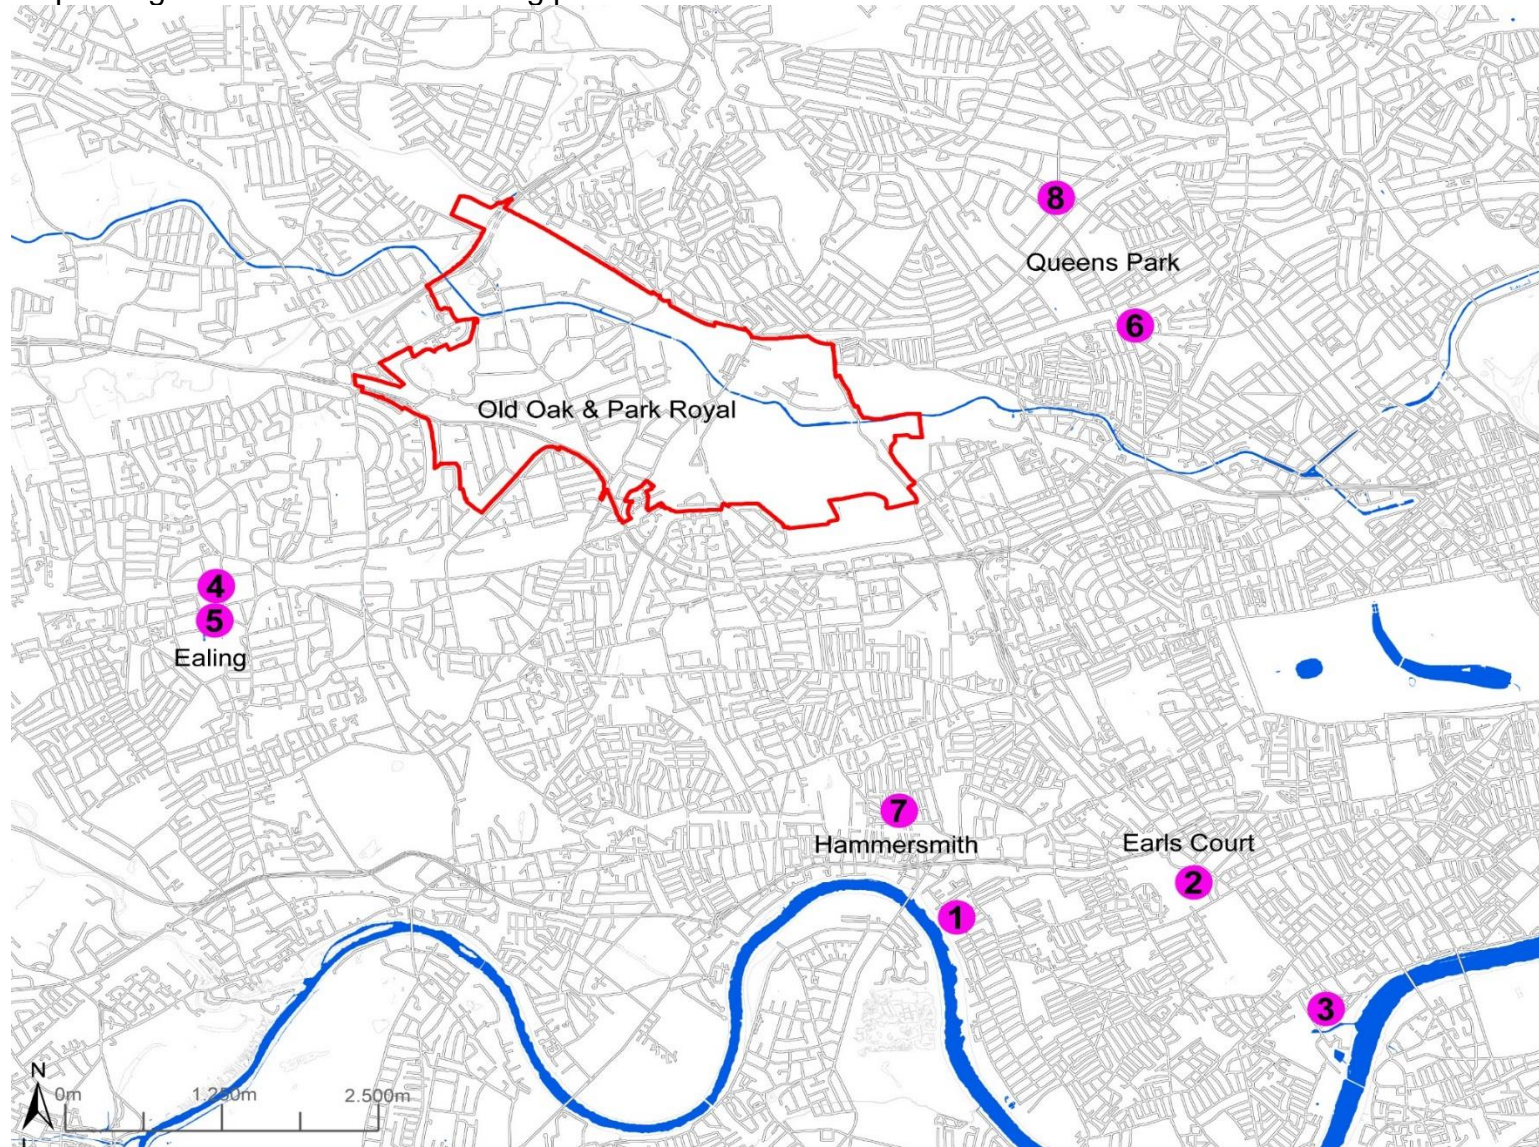 8
Queens Park
6
Old Oak & Park Royal
4
5
Ealing
7
Hammersmith
Earls Court
2
1
3
N
0m
1.250m
2.500m